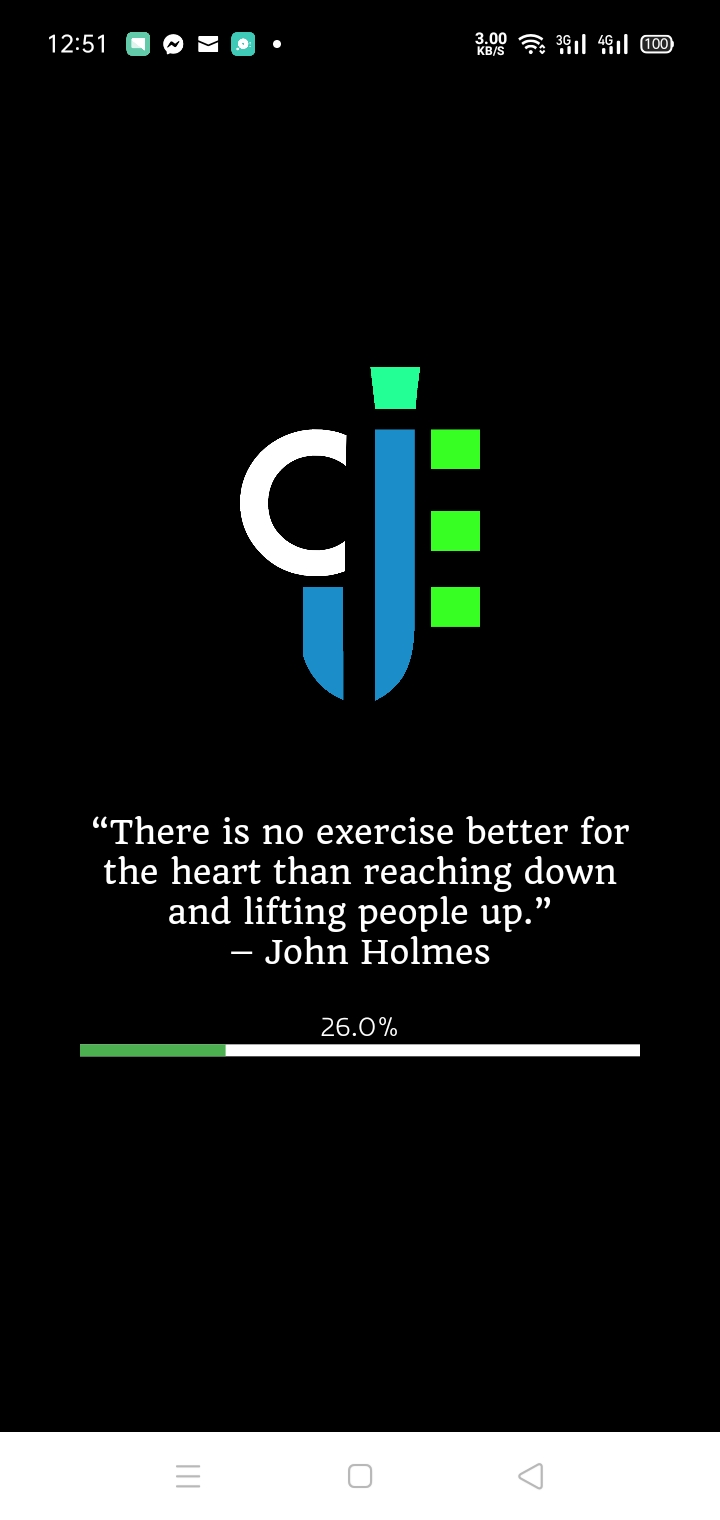 12:51 3.00 KB/S 3G 4G 100
“There is no exercise better for
the heart than reaching down
and lifting people up.”
– John Holmes
26.0%